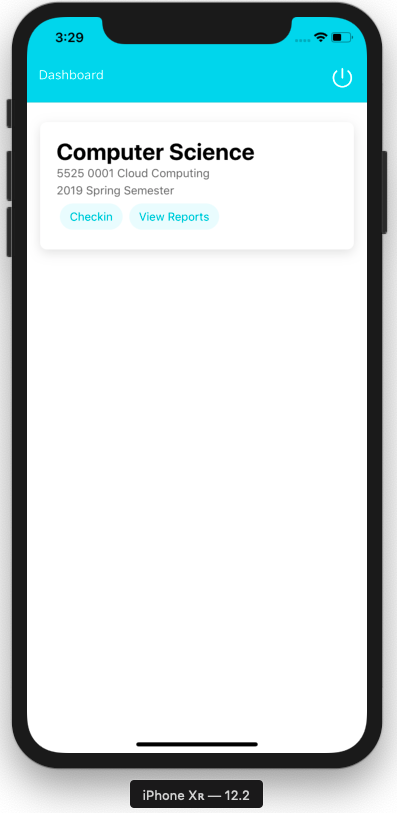 3:29
Dashboard
Computer Science
5525 0001 Cloud Computing
2019 Spring Semester
Checkin View Reports
iPhone Xʀ — 12.2